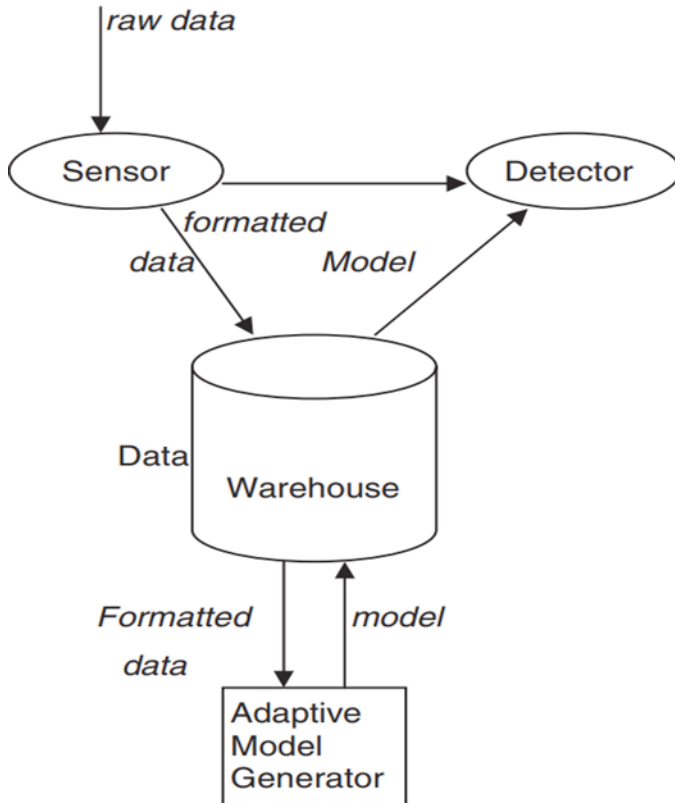 raw data
Sensor
Detector
formatted
data
Model
Data
Warehouse
Formatted
data
model
Adaptive
Model
Generator